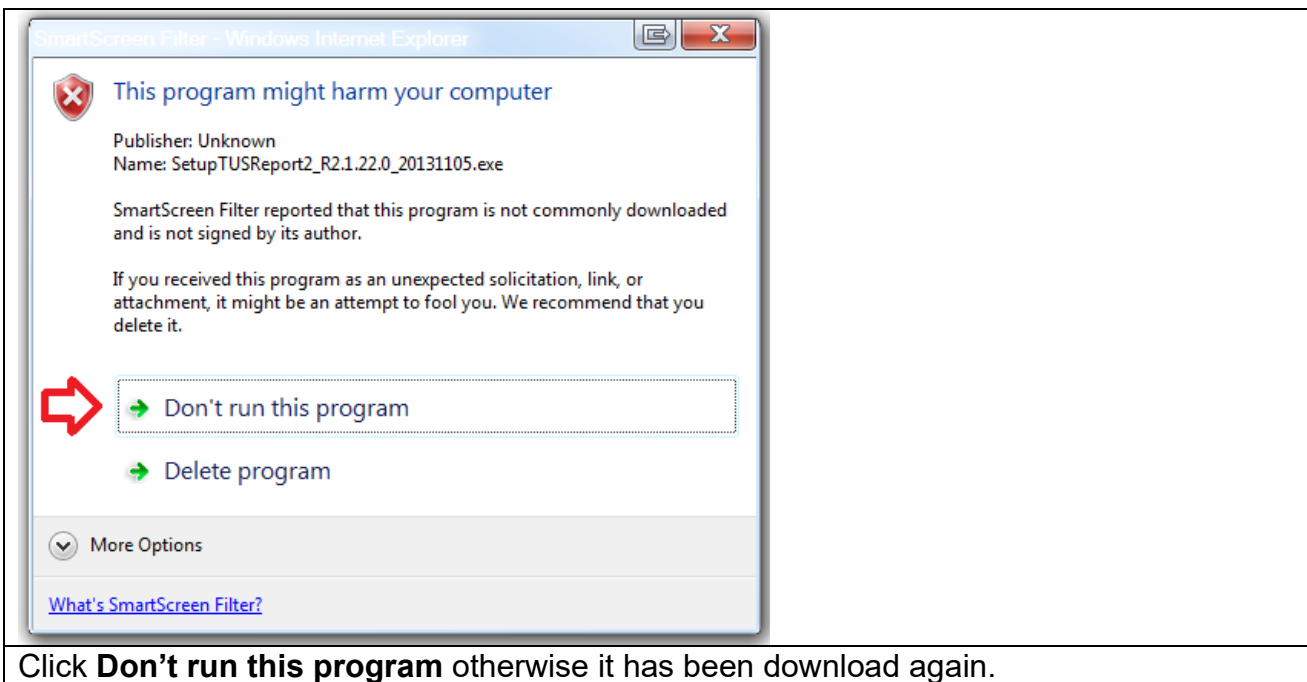 SmartScreen Filter - Windows Internet Explorer
This program might harm your computer
Publisher: Unknown
Name: SetupTUSReport2_R2.1.22.0_20131105.exe
SmartScreen Filter reported that this program is not commonly downloaded
and is not signed by its author.
If you received this program as an unexpected solicitation, link, or
attachment, it might be an attempt to fool you. We recommend that you
delete it.
Don't run this program
Delete program
More Options
What's SmartScreen Filter?
Click Don’t run this program otherwise it has been download again.